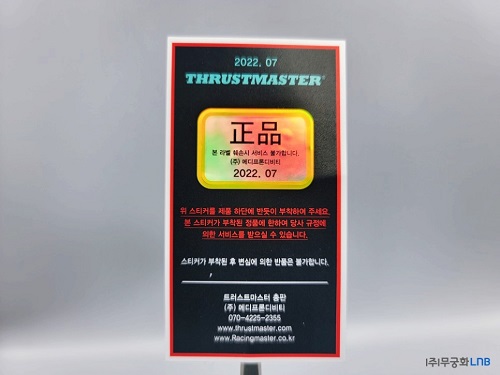 2022. 07
THRUSTMASTER®
正品
본 라벨 훼손시 서비스 불가합니다.
(주) 메디프론디비티
2022. 07
위 스티커를 제품 하단에 반듯이 부착하여 주세요.
본 스티커가 부착된 정품에 한하여 당사 규정에
의한 서비스를 받으실 수 있습니다.
스티커가 부착된 후 변심에 의한 반품은 불가합니다.
트러스트마스터 총판
(주) 메디프론디비티
070-4225-2355
www.thrustmaster.com
www.Racingmaster.co.kr
(주)무궁화LNB